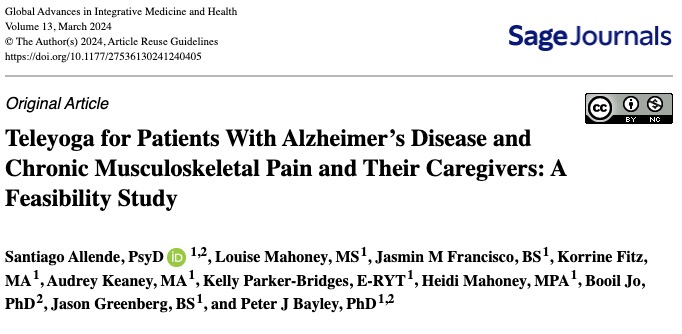 Global Advances in Integrative Medicine and Health
Volume 13, March 2024
© The Author(s) 2024, Article Reuse Guidelines
https://doi.org/10.1177/27536130241240405
Sage Journals
Original Article
CC BY NC
Teleyoga for Patients With Alzheimer’s Disease and
Chronic Musculoskeletal Pain and Their Caregivers: A
Feasibility Study
Santiago Allende, PsyD iD 1,2, Louise Mahoney, MS1, Jasmin M Francisco, BS1, Korrine Fitz,
MA1, Audrey Keaney, MA1, Kelly Parker-Bridges, E-RYT1, Heidi Mahoney, MPA1, Booil Jo,
PhD2, Jason Greenberg, BS1, and Peter J Bayley, PhD1,2